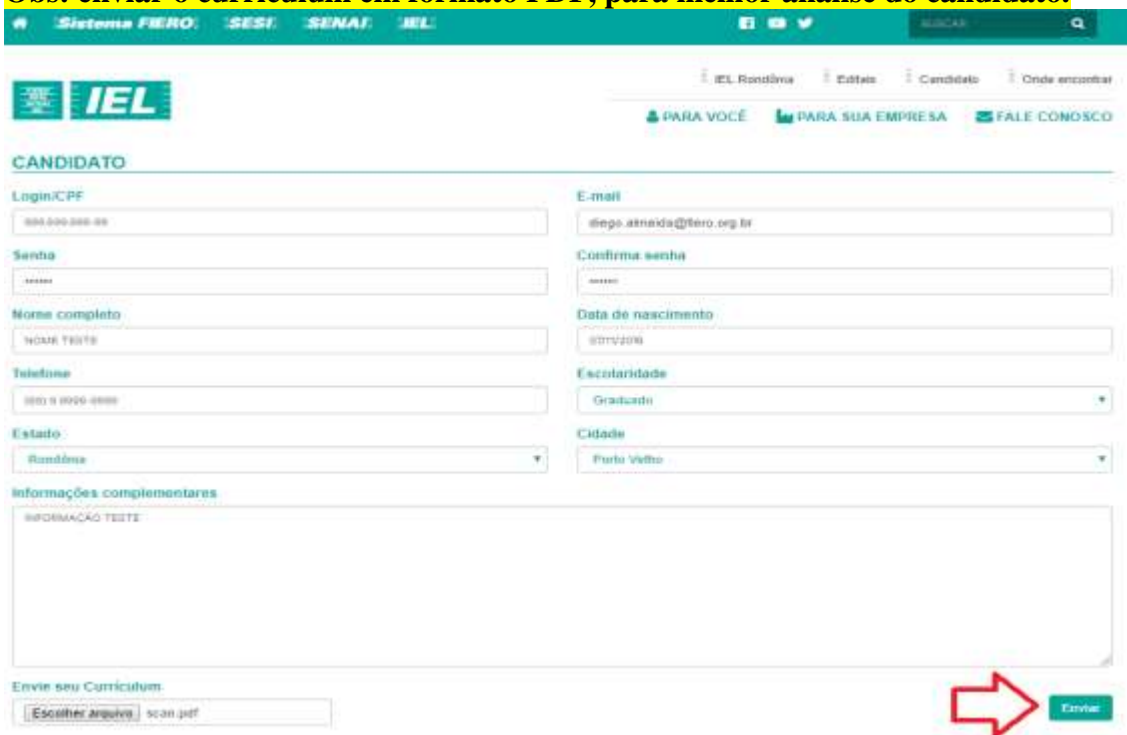 Obs: enviar o curriculum em formato PDF, para melhor análise do candidato.
Sistema FIERO SESI SENAI IEL
BUSCAR
IEL
IEL Rondônia Editais Candidato Onde encontrar
PARA VOCÊ PARA SUA EMPRESA FALE CONOSCO
CANDIDATO
Login/CPF E-mail
diego.almeida@fiero.org.br
Senha Confirma senha
•••••• ••••••
Nome completo Data de nascimento
NOME TESTE 07/11/2016
Telefone Escolaridade
Graduado
Estado Cidade
Rondônia Porto Velho
Informações complementares
INFORMAÇÃO TESTE
Envie seu Curriculum
Escolher arquivo scan.pdf
Enviar